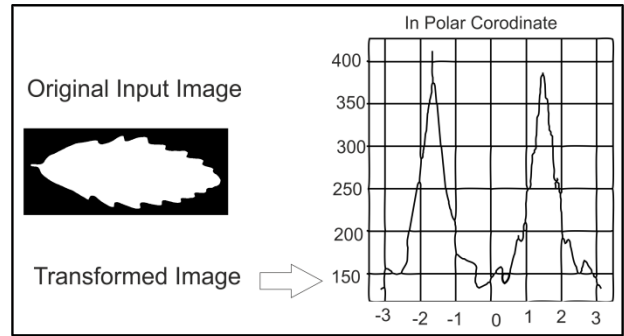 In Polar Corodinate
Original Input Image
Transformed Image
400
350
300
250
200
150
-3 -2 -1 0 1 2 3